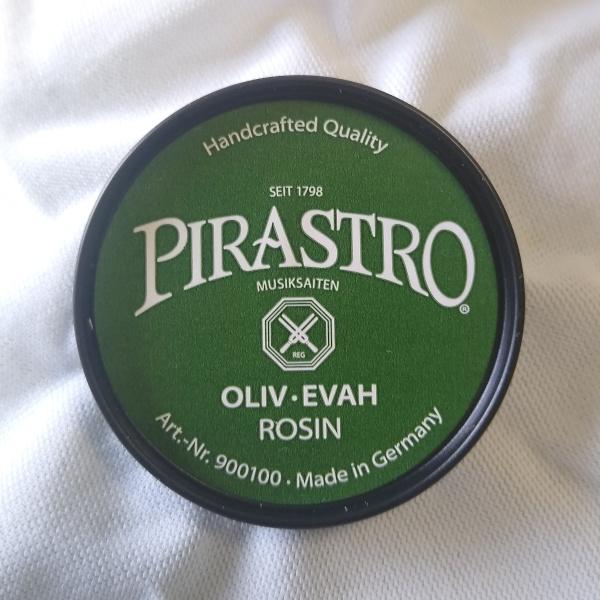 Handcrafted Quality
SEIT 1798
PIRASTRO®
MUSIKSAITEN
REG
OLIV·EVAH
ROSIN
Art.-Nr. 900100 · Made in Germany